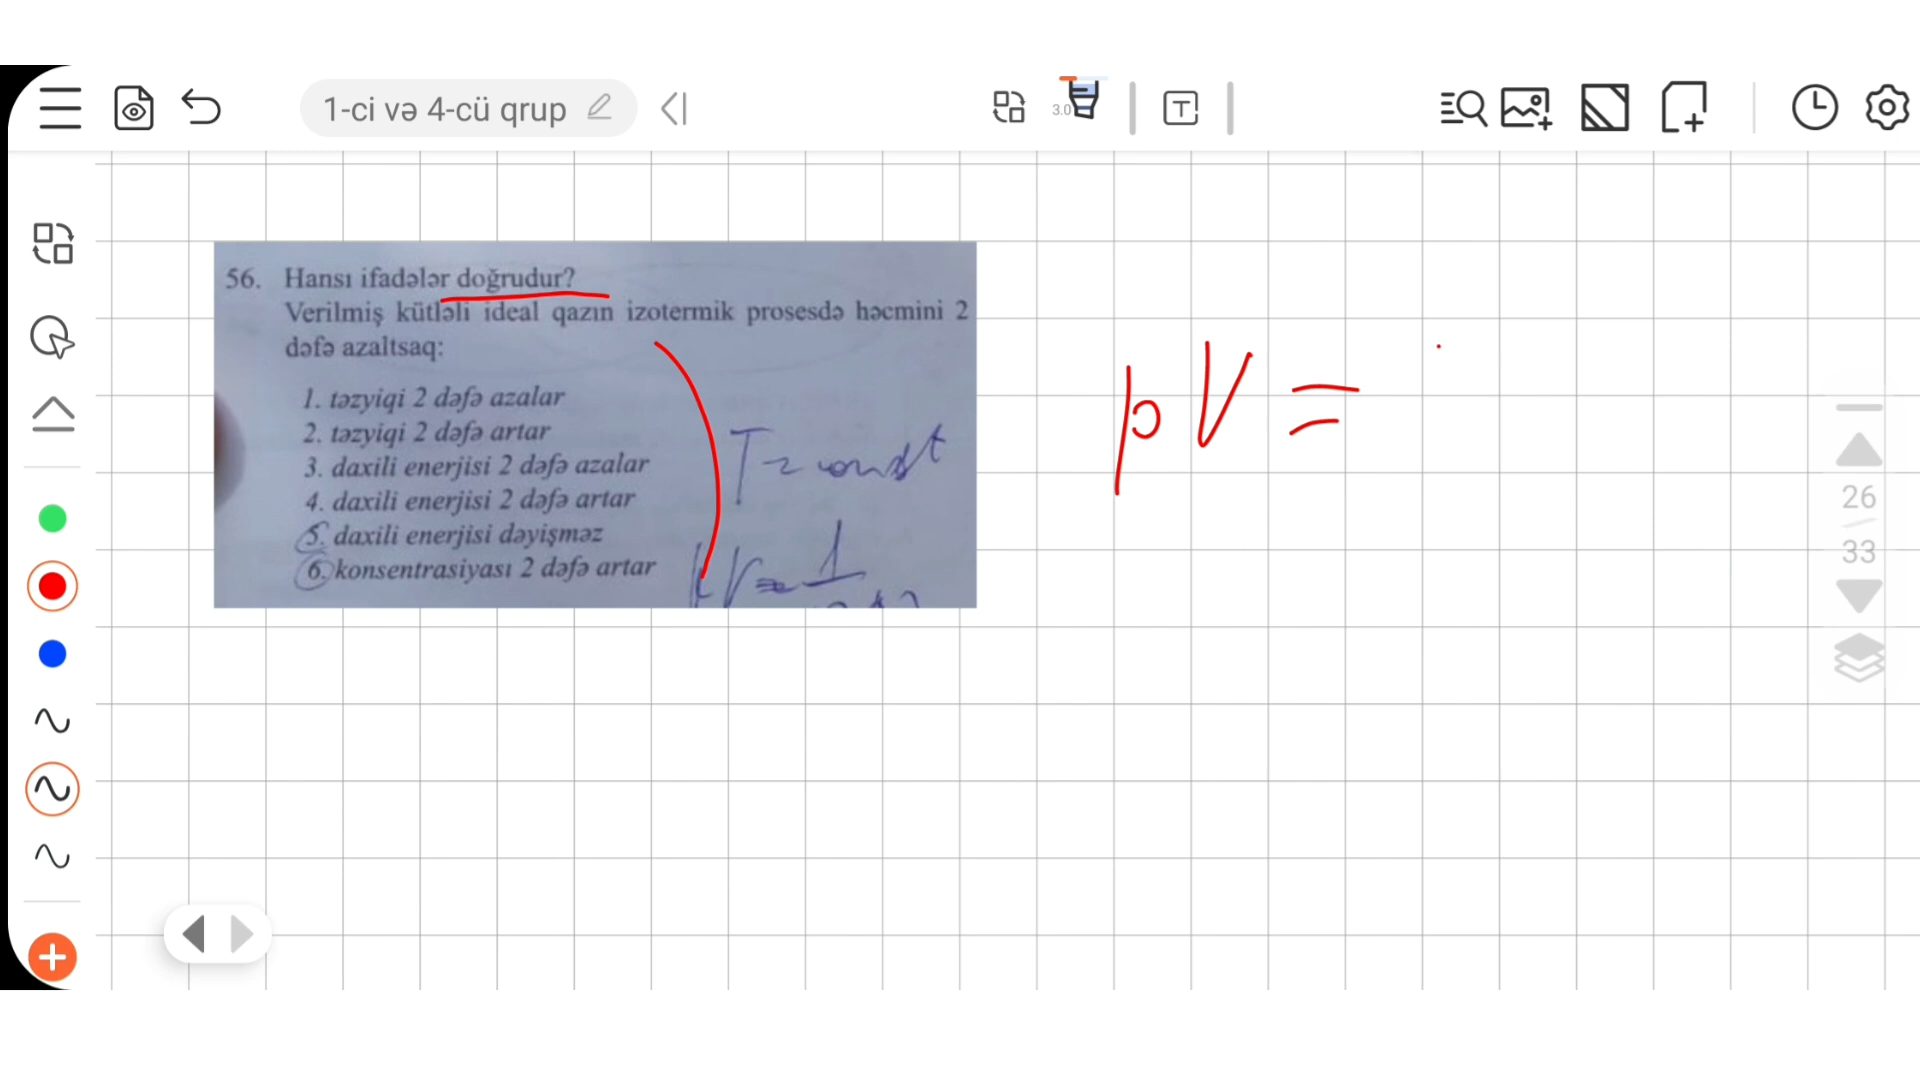 1-ci və 4-cü qrup
3.0
T
56. Hansı ifadələr doğrudur?
Verilmiş kütləli ideal qazın izotermik prosesdə həcmini 2
dəfə azaltsaq:
1. təzyiqi 2 dəfə azalar
2. təzyiqi 2 dəfə artar
3. daxili enerjisi 2 dəfə azalar
4. daxili enerjisi 2 dəfə artar
5. daxili enerjisi dəyişməz
6. konsentrasiyası 2 dəfə artar
T = const
pV =
26
33